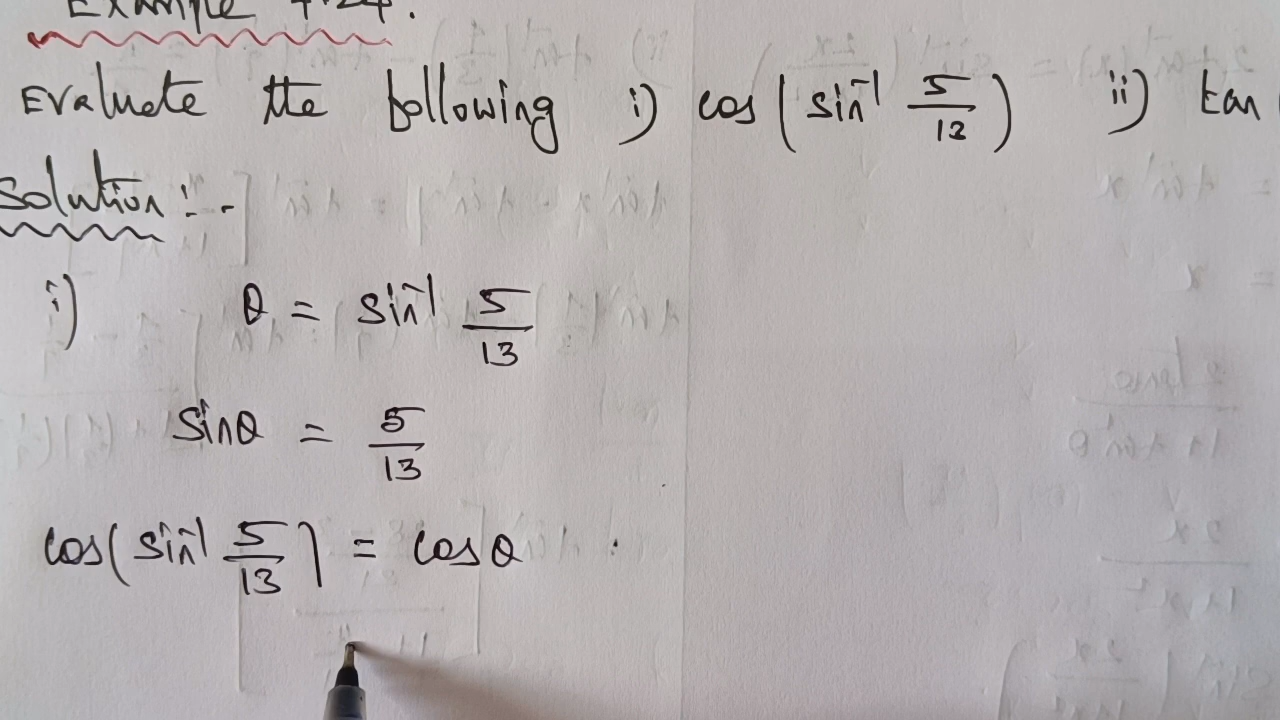 Example 4.24.
Evaluate the following i) cos(sin⁻¹ 5/13) ii) tan
Solution:-
i) θ = sin⁻¹ 5/13
sinθ = 5/13
cos(sin⁻¹ 5/13) = cosθ